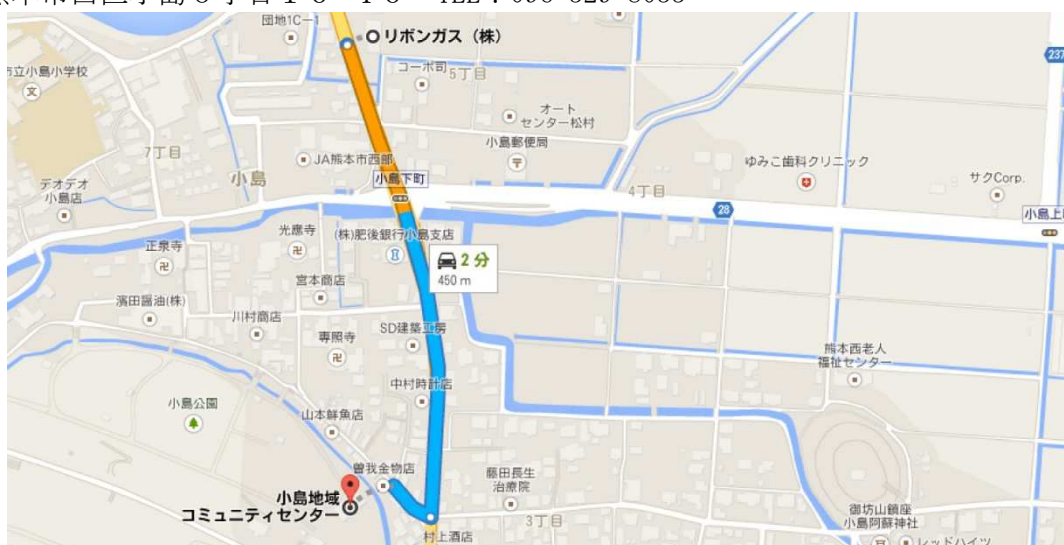 団地1C-1
リボンガス(株)
237
市立小島小学校
コーポ司
5丁目
オート
センター松村
小島郵便局
7丁目
JA熊本市西部
小島
小島下町
ゆみこ歯科クリニック
サクCorp.
デオデオ
小島店
4丁目
28
小島上
光應寺
(株)肥後銀行小島支店
正泉寺
2 分
450 m
宮本商店
濱田醤油(株)
川村商店
SD建築工房
専照寺
熊本西老人
福祉センター
中村時計店
小島公園
山本鮮魚店
曽我金物店
藤田長生
治療院
小島地域
コミュニティセンター
3丁目
御坊山鎮座
小島阿蘇神社
村上酒店
レッドハイツ